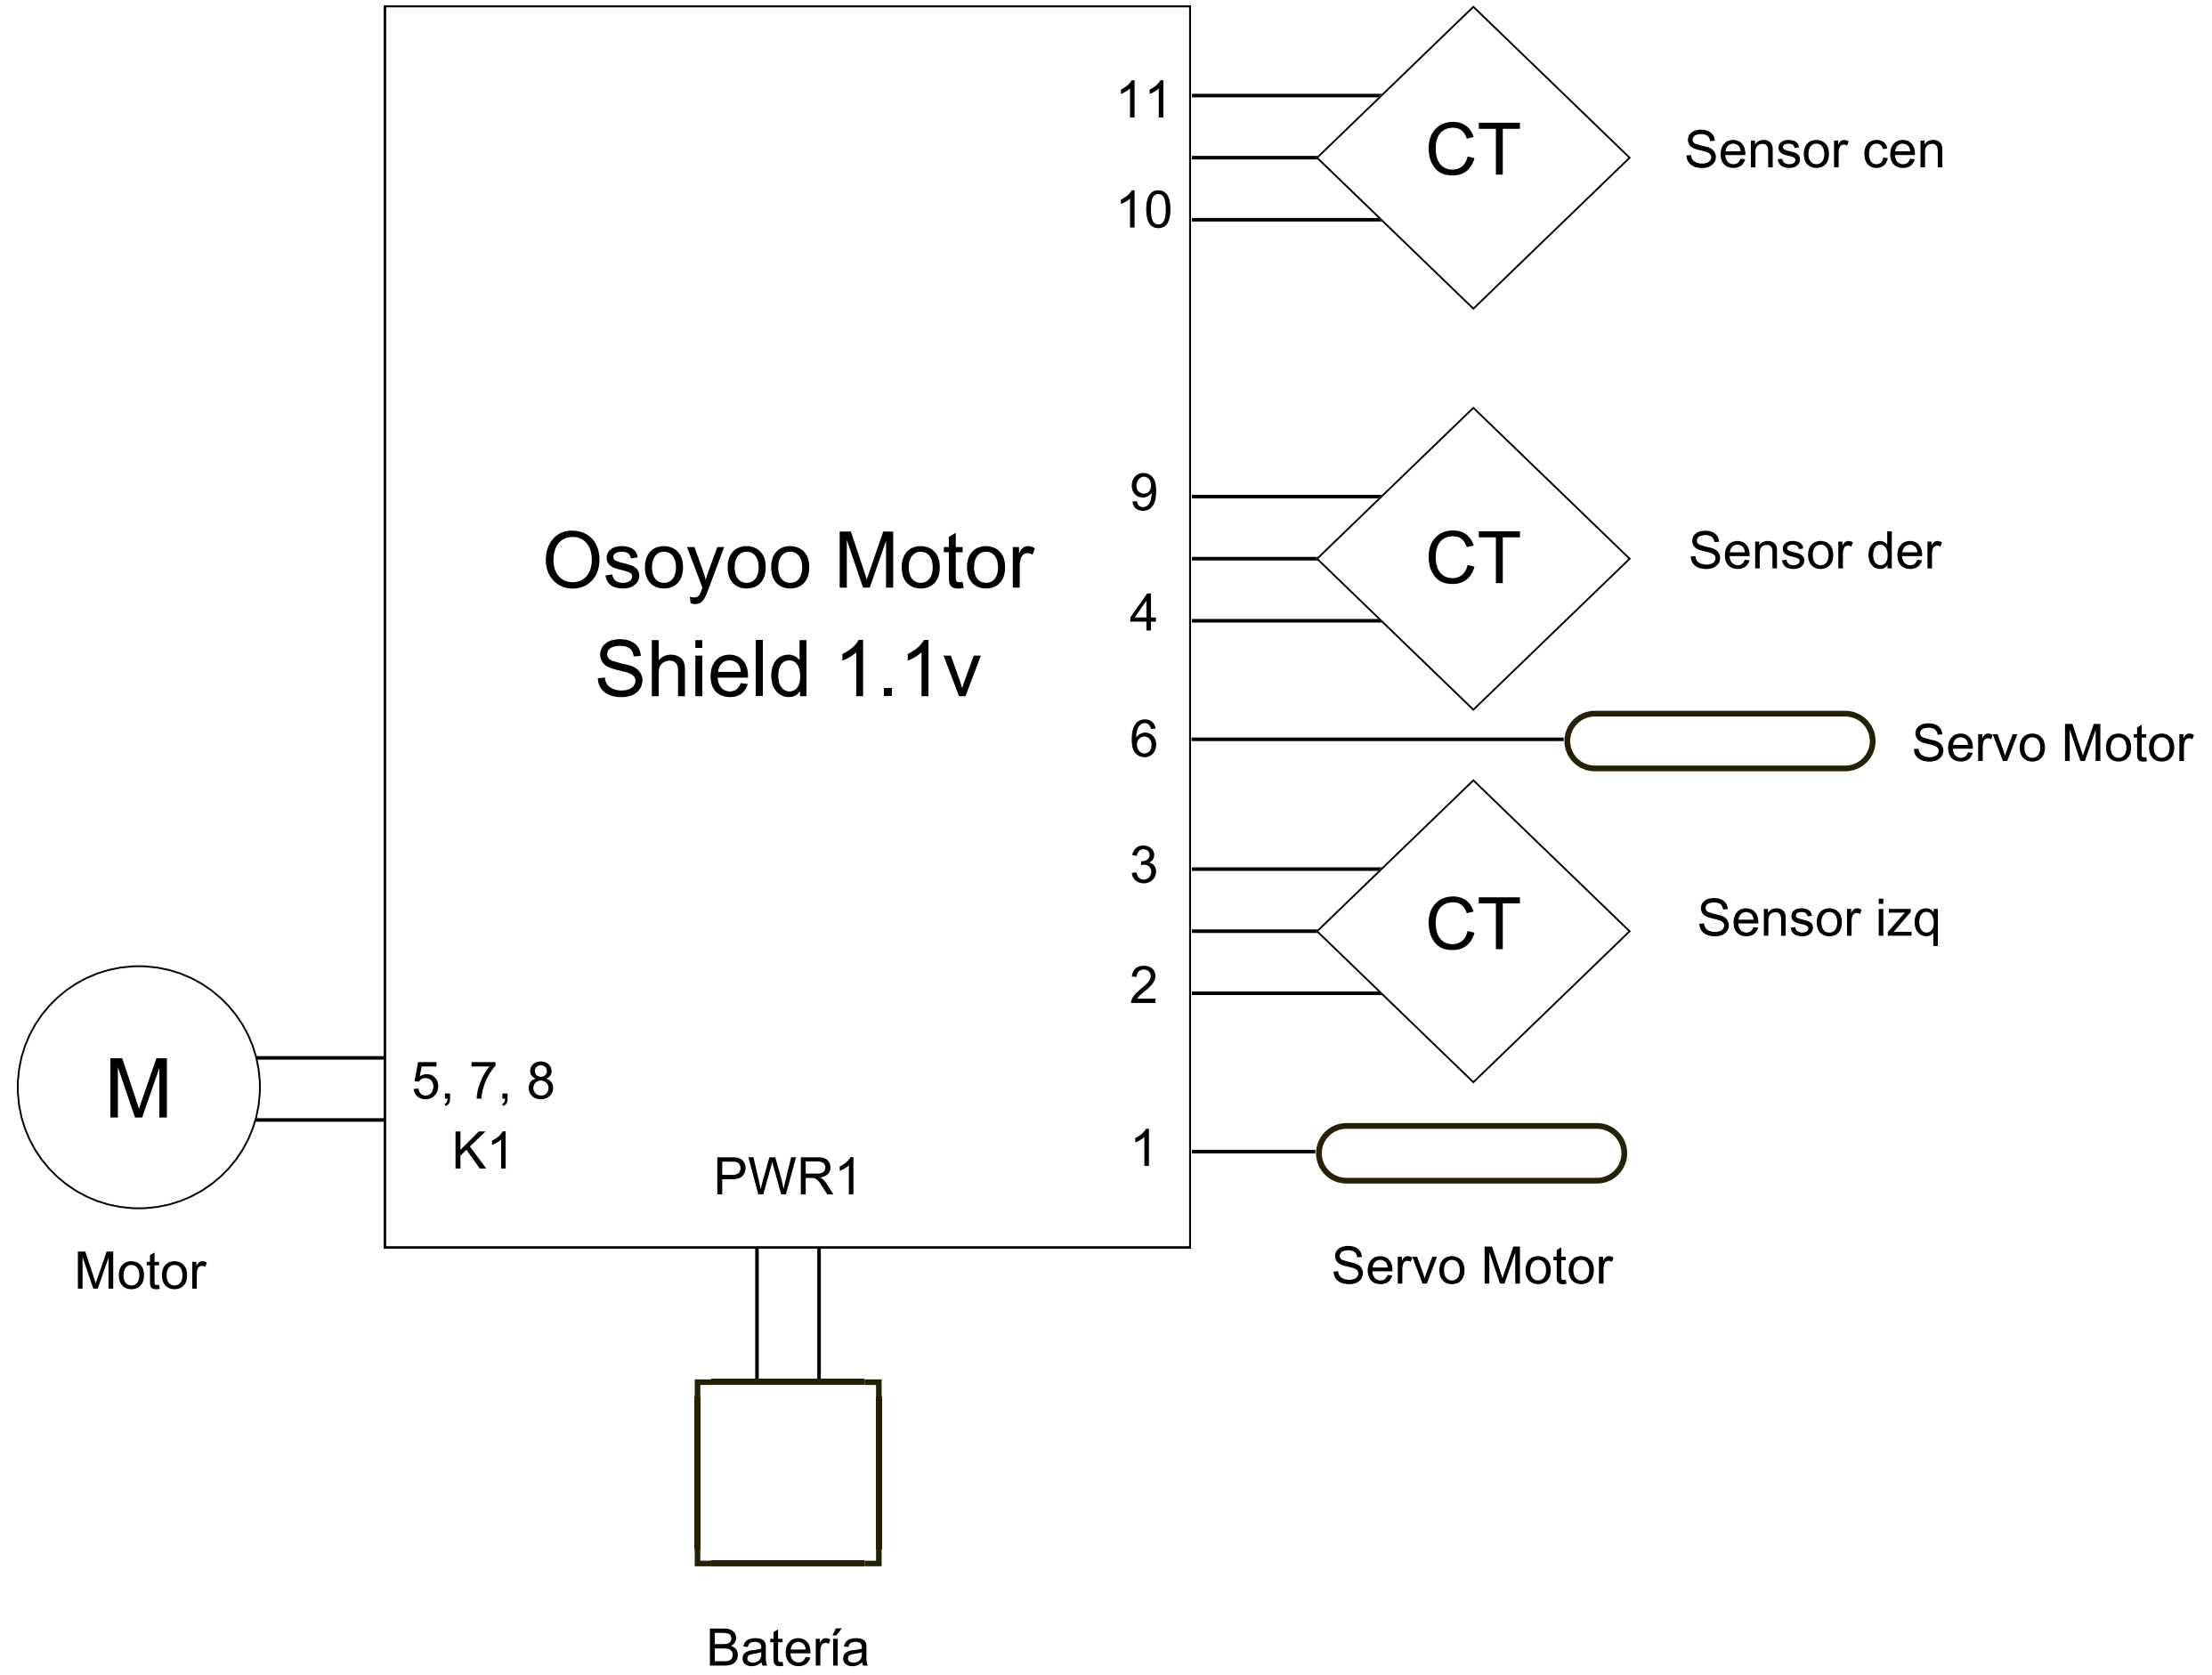 11
CT
Sensor cen
10
9
Osoyoo Motor
Shield 1.1v
CT
Sensor der
4
6
Servo Motor
3
CT
Sensor izq
2
M
5, 7, 8
K1
PWR1
1
Motor
Servo Motor
Batería